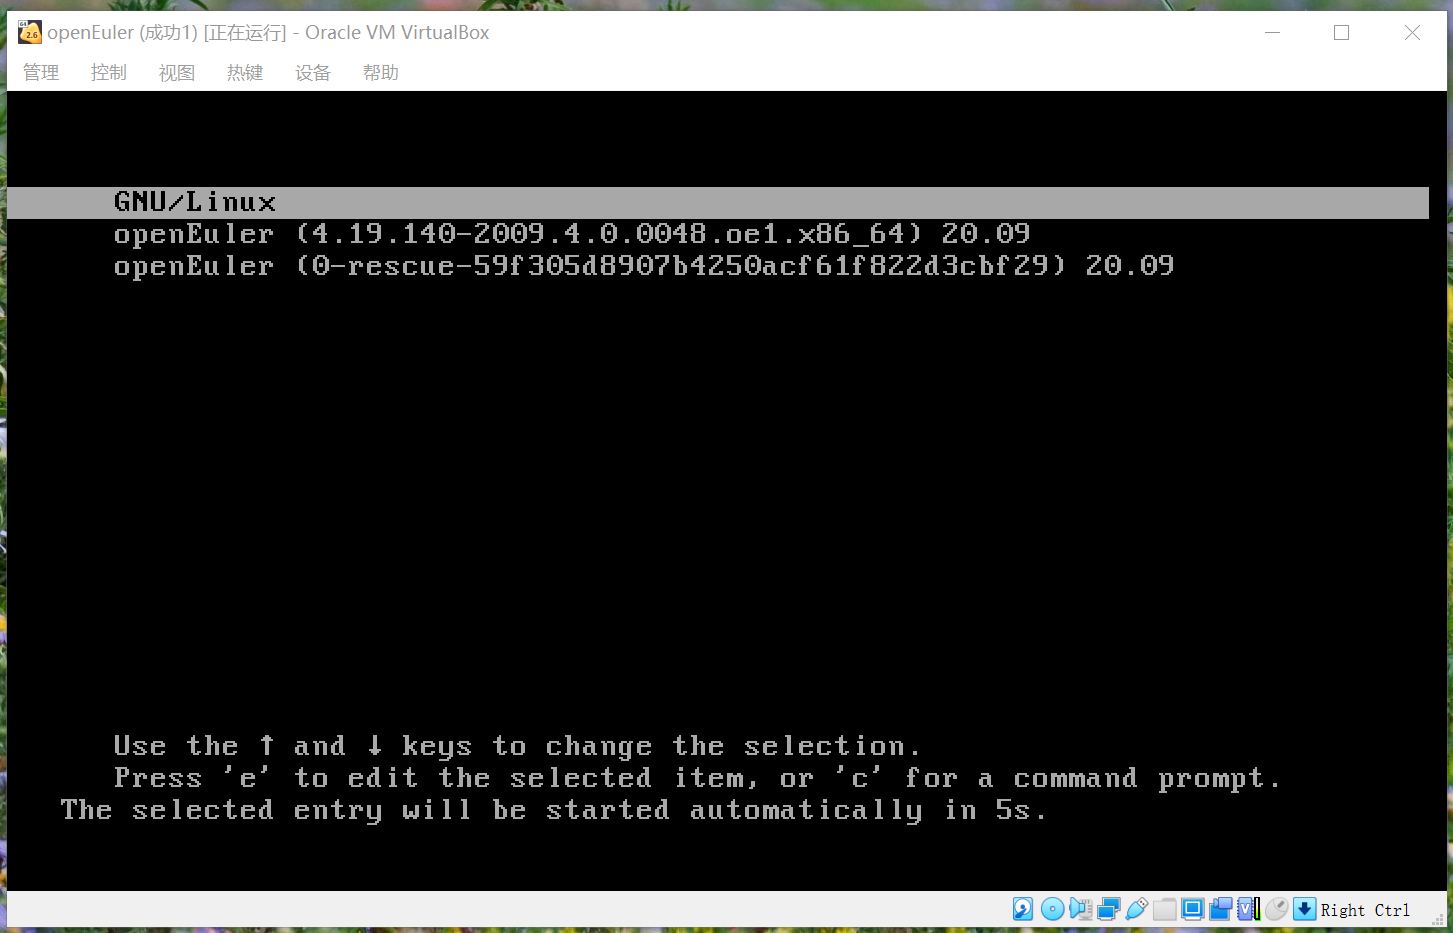 openEuler (成功1) [正在运行] - Oracle VM VirtualBox
管理 控制 视图 热键 设备 帮助
GNU/Linux
openEuler (4.19.140-2009.4.0.0048.oe1.x86_64) 20.09
openEuler (0-rescue-59f305d8907b4250acf61f822d3cbf29) 20.09
Use the ↑ and ↓ keys to change the selection.
Press 'e' to edit the selected item, or 'c' for a command prompt.
The selected entry will be started automatically in 5s.
Right Ctrl